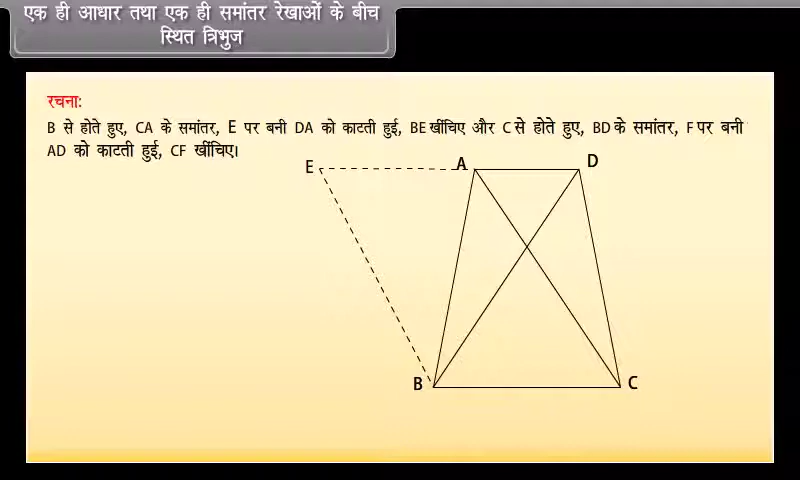 एक ही आधार तथा एक ही समांतर रेखाओं के बीच
स्थित त्रिभुज
रचना:
B से होते हुए, CA के समांतर, E पर बनी DA को काटती हुई, BE खींचिए और C से होते हुए, BD के समांतर, F पर बनी
AD को काटती हुई, CF खींचिए।
E A D
B C